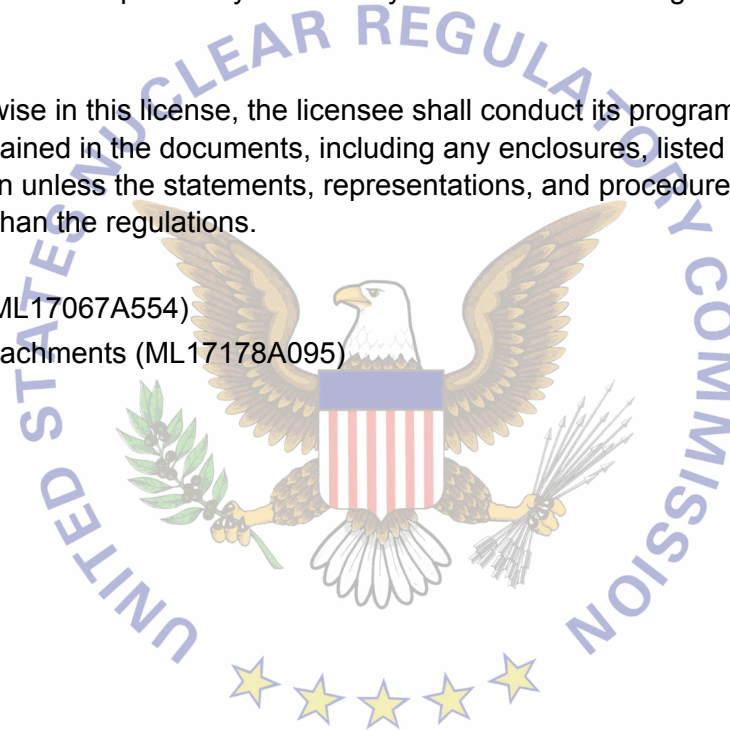 UNITED STATES NUCLEAR REGULATORY COMMISSION
wise in this license, the licensee shall conduct its program
ained in the documents, including any enclosures, listed
n unless the statements, representations, and procedure
than the regulations.
ML17067A554)
achments (ML17178A095)